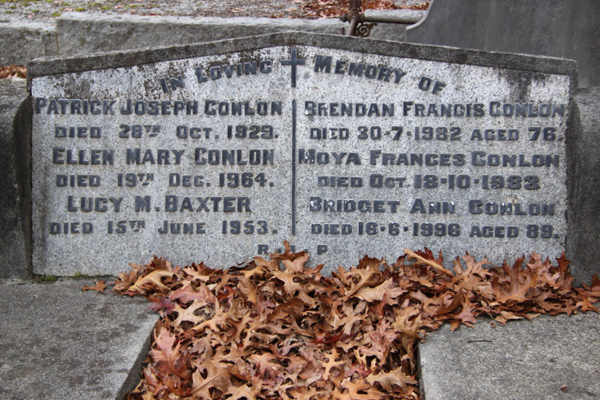 IN LOVING MEMORY OF
PATRICK JOSEPH CONLON
DIED 28TH OCT. 1929.
ELLEN MARY CONLON
DIED 19TH DEC. 1964.
LUCY M. BAXTER
DIED 15TH JUNE 1953.
BRENDAN FRANCIS CONLON
DIED 30-7-1982 AGED 76.
MOYA FRANCES CONLON
DIED OCT. 18-10-1932
BRIDGET ANN CONLON
DIED 16-6-1996 AGED 89.
R. P